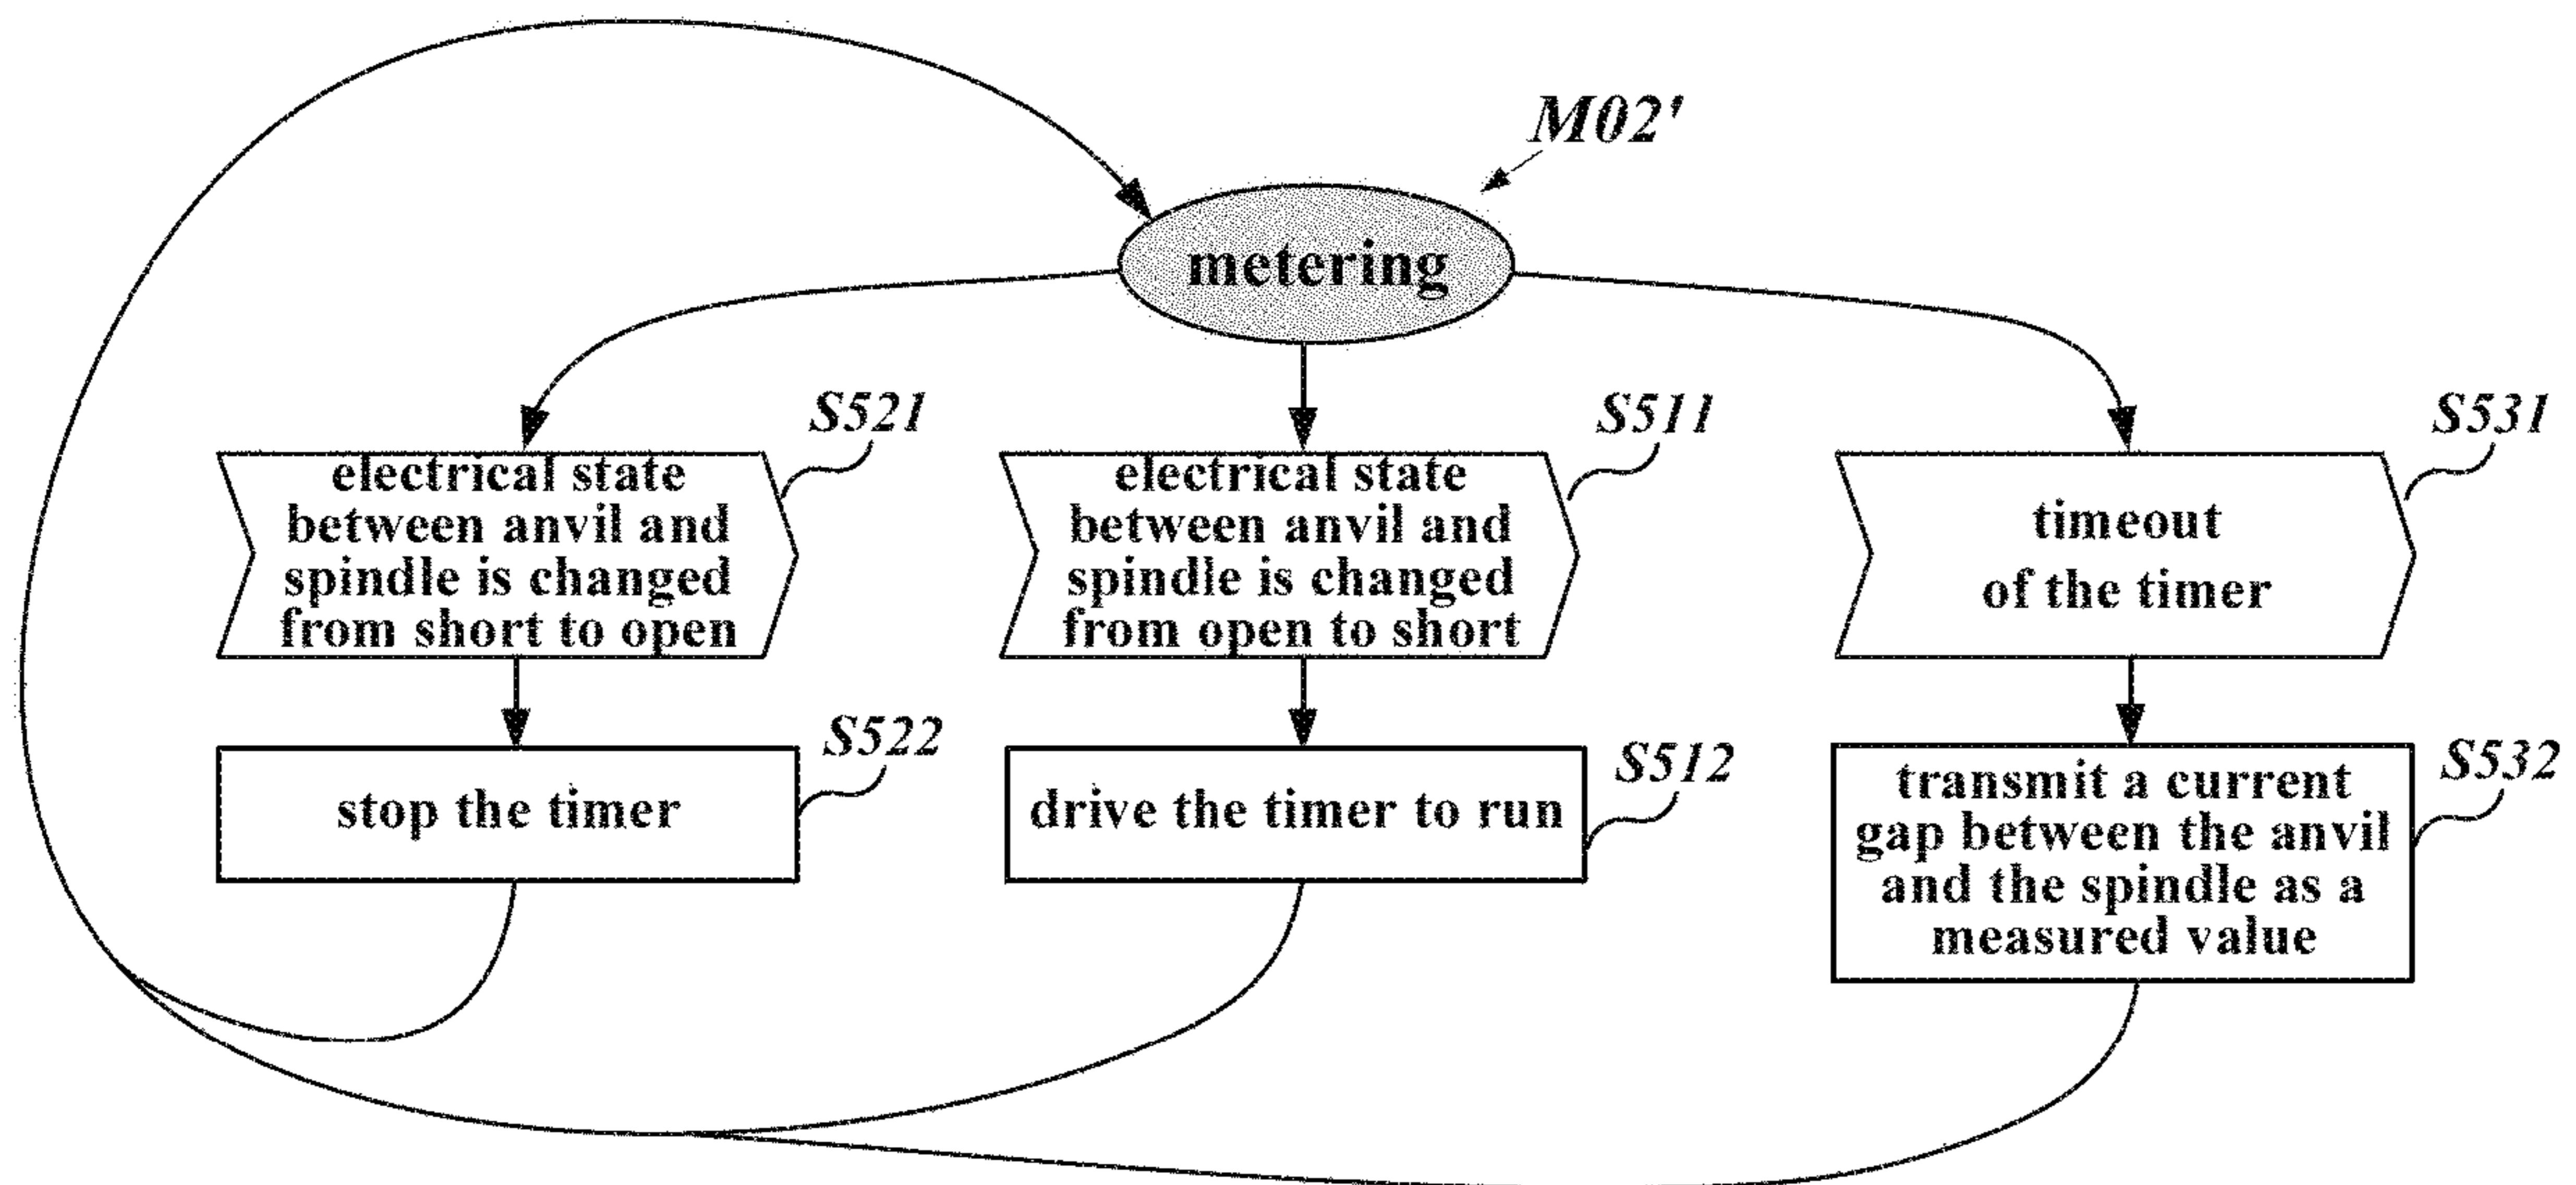 M02'
metering
S521
electrical state
between anvil and
spindle is changed
from short to open
S511
electrical state
between anvil and
spindle is changed
from open to short
S531
timeout
of the timer
S522
stop the timer
S512
drive the timer to run
S532
transmit a current
gap between the anvil
and the spindle as a
measured value